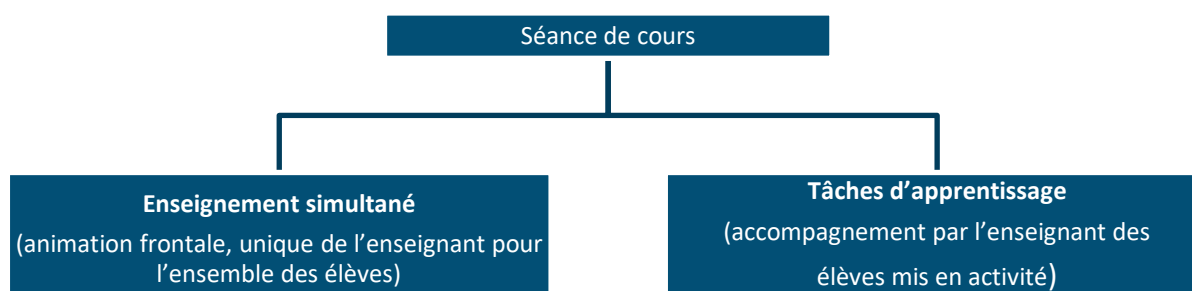 Séance de cours
Enseignement simultané
(animation frontale, unique de l’enseignant pour
l’ensemble des élèves)
Tâches d’apprentissage
(accompagnement par l’enseignant des
élèves mis en activité)